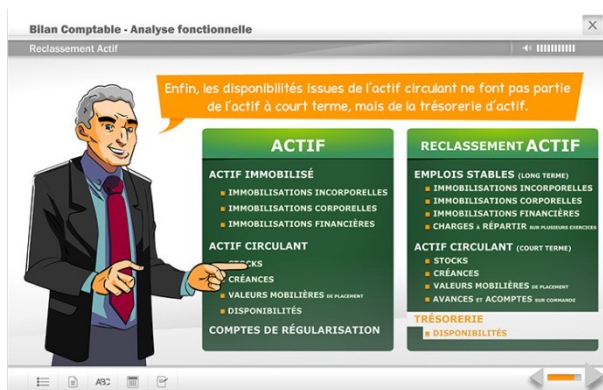 Bilan Comptable - Analyse fonctionnelle
Reclassement Actif
Enfin, les disponibilités issues de l'actif circulant ne font pas partie
de l'actif à court terme, mais de la trésorerie d'actif.
ACTIF
ACTIF IMMOBILISÉ
IMMOBILISATIONS INCORPORELLES
IMMOBILISATIONS CORPORELLES
IMMOBILISATIONS FINANCIÈRES
ACTIF CIRCULANT
STOCKS
CRÉANCES
VALEURS MOBILIÈRES DE PLACEMENT
DISPONIBILITÉS
COMPTES DE RÉGULARISATION
RECLASSEMENT ACTIF
EMPLOIS STABLES (LONG TERME)
IMMOBILISATIONS INCORPORELLES
IMMOBILISATIONS CORPORELLES
IMMOBILISATIONS FINANCIÈRES
CHARGES À RÉPARTIR SUR PLUSIEURS EXERCICES
ACTIF CIRCULANT (COURT TERME)
STOCKS
CRÉANCES
VALEURS MOBILIÈRES DE PLACEMENT
AVANCES ET ACOMPTES SUR COMMANDE
TRÉSORERIE
DISPONIBILITÉS
ABC